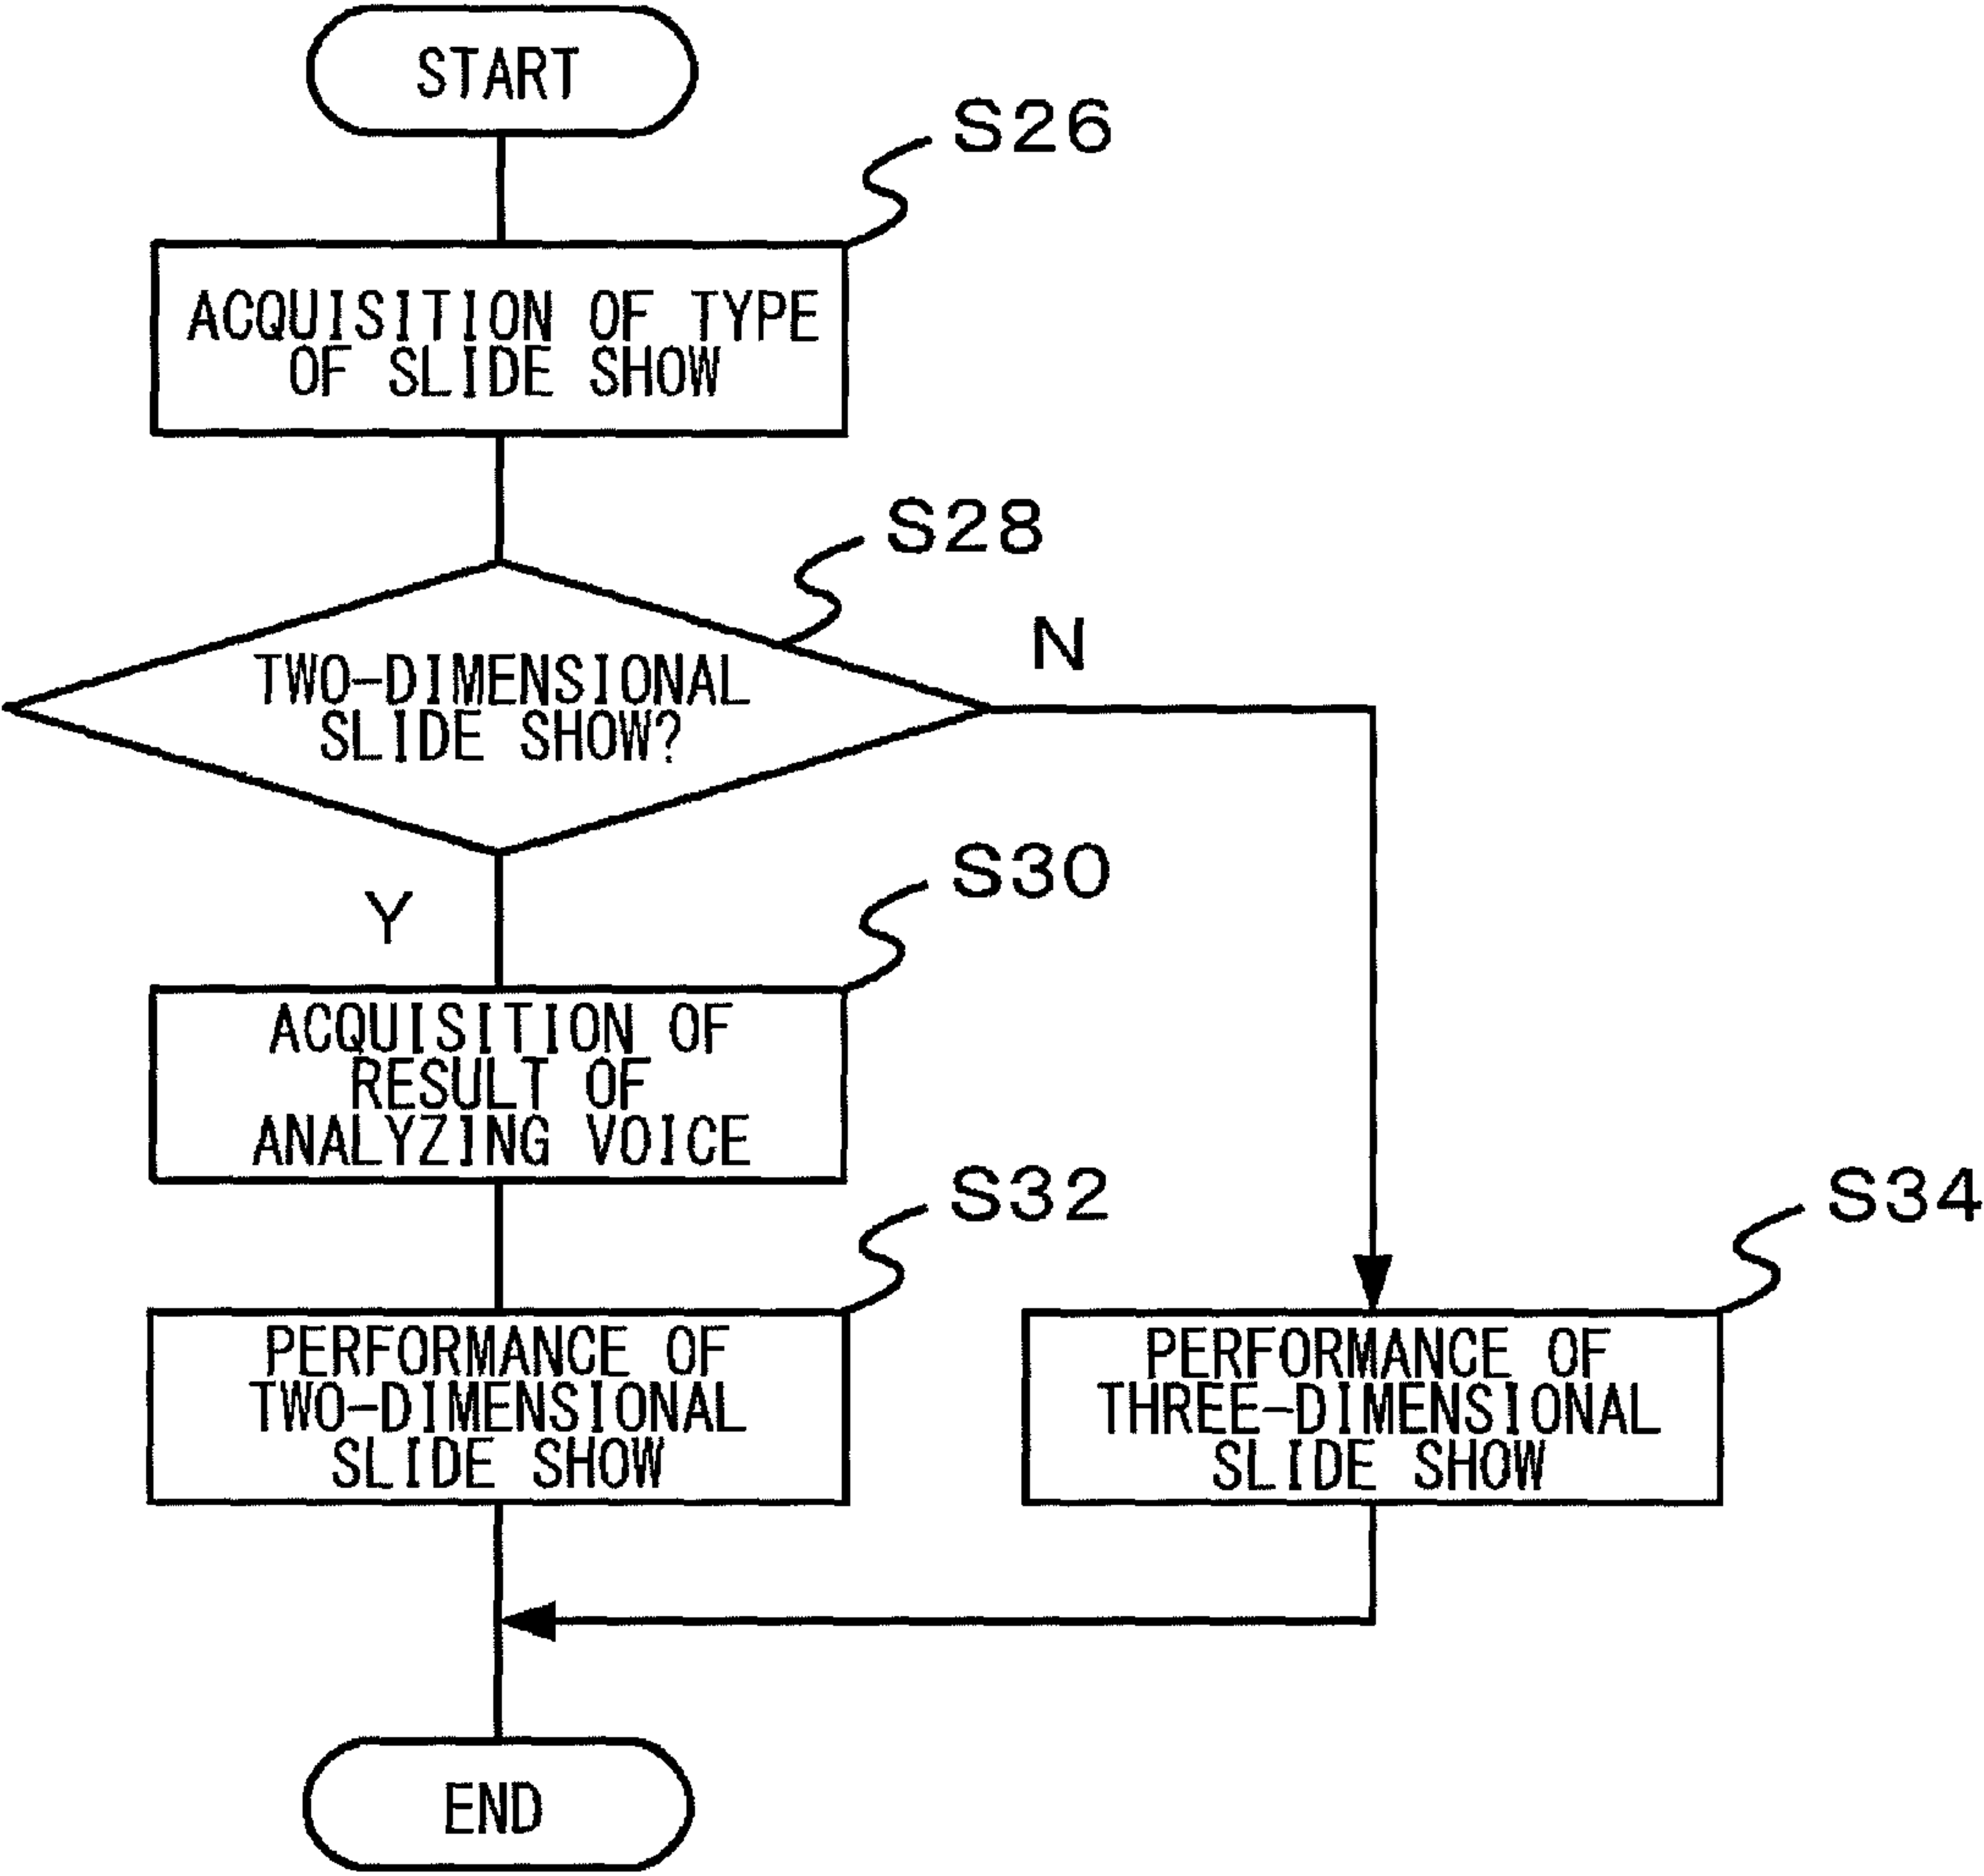 START
S26
ACQUISITION OF TYPE
OF SLIDE SHOW
S28
TWO-DIMENSIONAL
SLIDE SHOW?
N
Y
S30
ACQUISITION OF
RESULT OF
ANALYZING VOICE
S32
PERFORMANCE OF
TWO-DIMENSIONAL
SLIDE SHOW
S34
PERFORMANCE OF
THREE-DIMENSIONAL
SLIDE SHOW
END